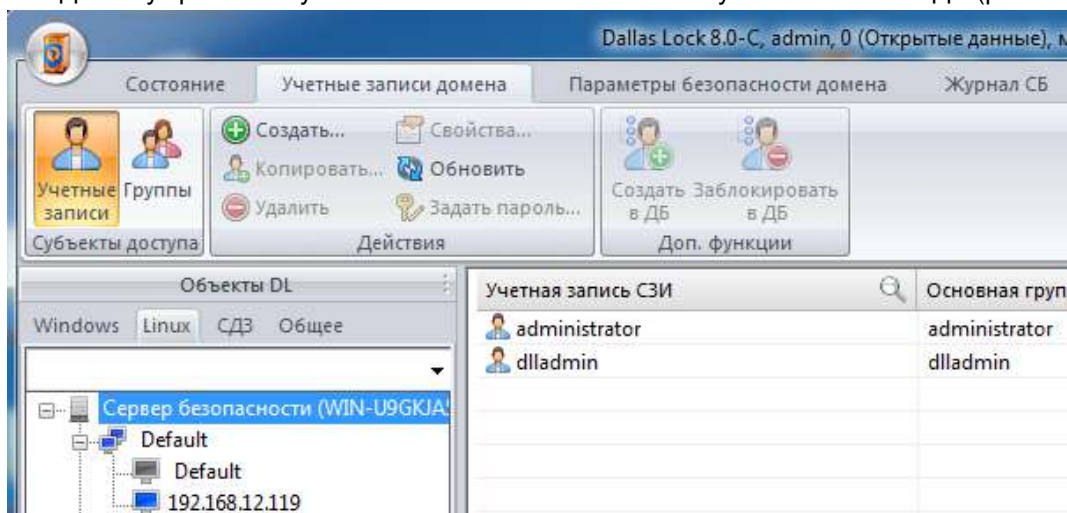 Dallas Lock 8.0-C, admin, 0 (Открытые данные),
Состояние Учетные записи домена Параметры безопасности домена Журнал СБ
Учетные записи
Группы
Создать... Свойства...
Копировать... Обновить
Удалить Задать пароль...
Создать в ДБ
Заблокировать в ДБ
Субъекты доступа Действия Доп. функции
Объекты DL
Windows Linux СДЗ Общее
Сервер безопасности (WIN-U9GKJA
Default
Default
192.168.12.119
Учетная запись СЗИ Основная груп
administrator administrator
dlladmin dlladmin